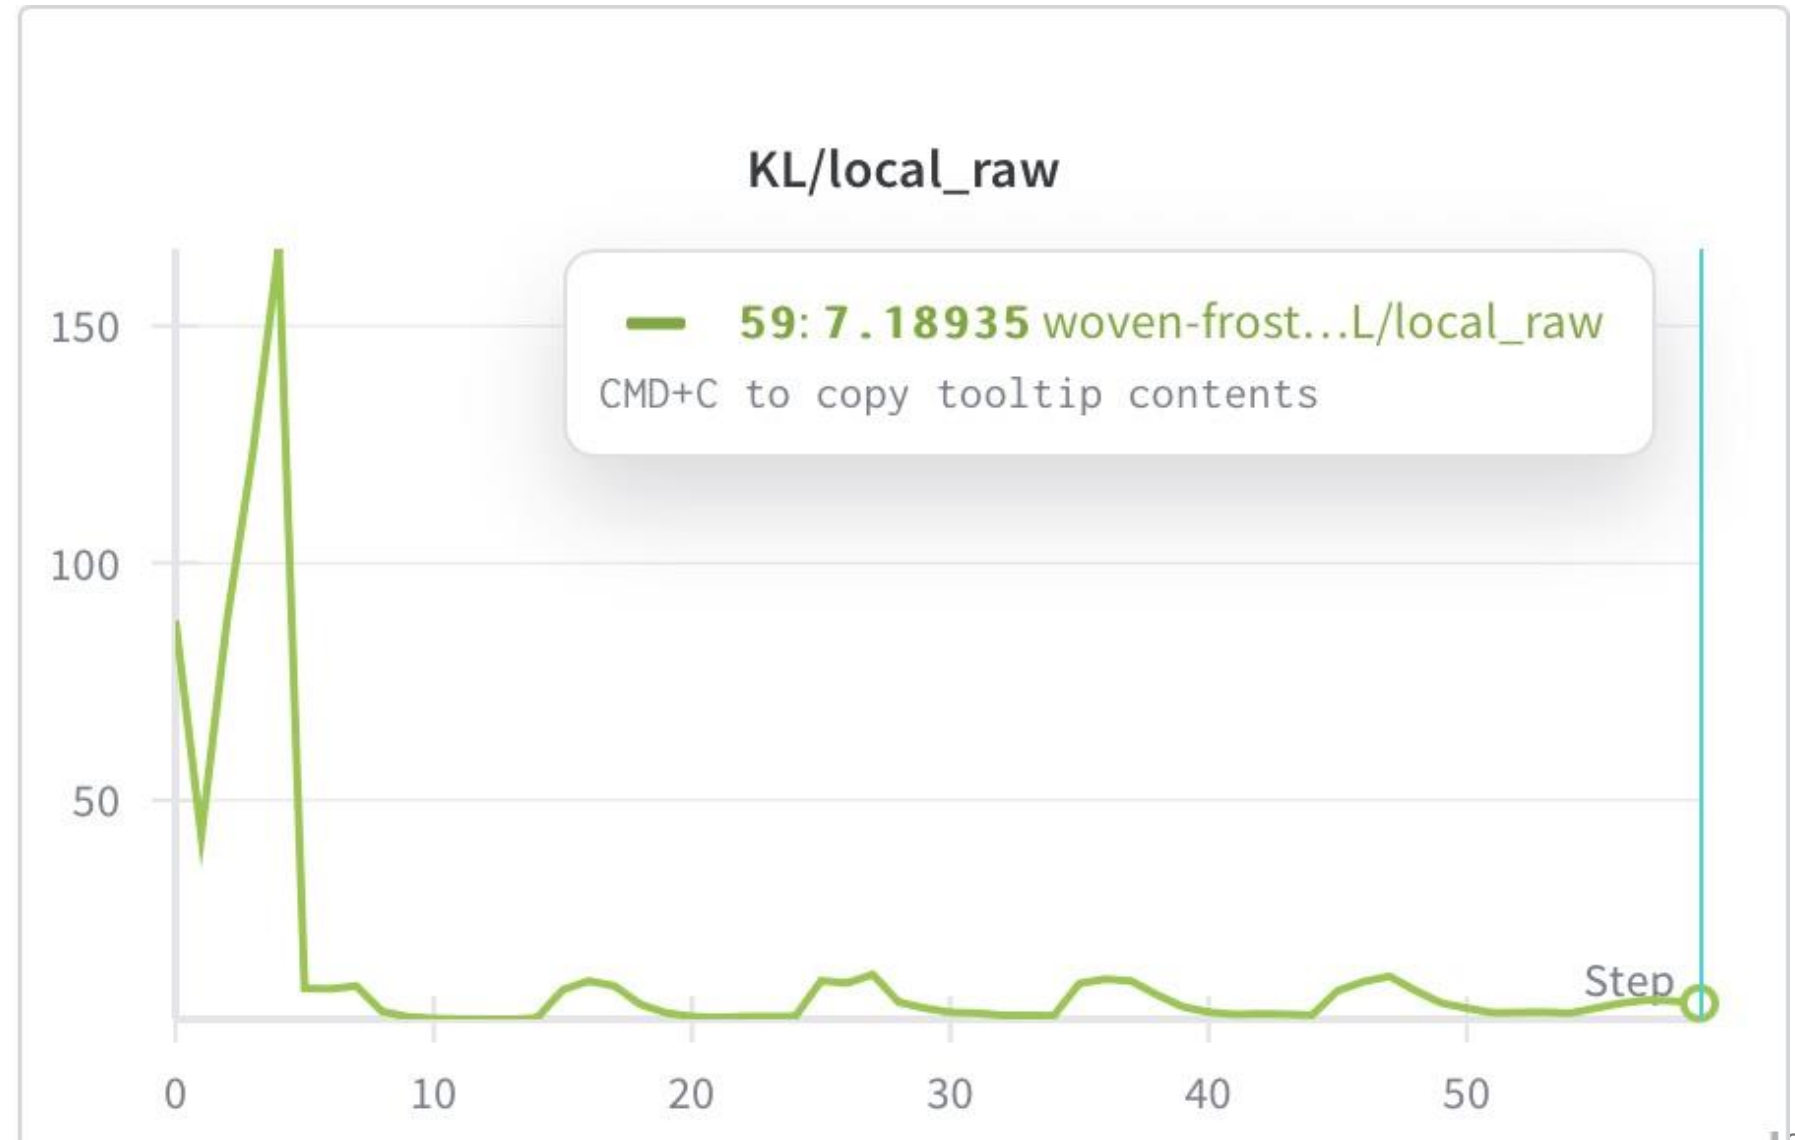 KL/local_raw
59: 7.18935 woven-frost...L/local_raw
CMD+C to copy tooltip contents
150
100
50
Step
0 10 20 30 40 50